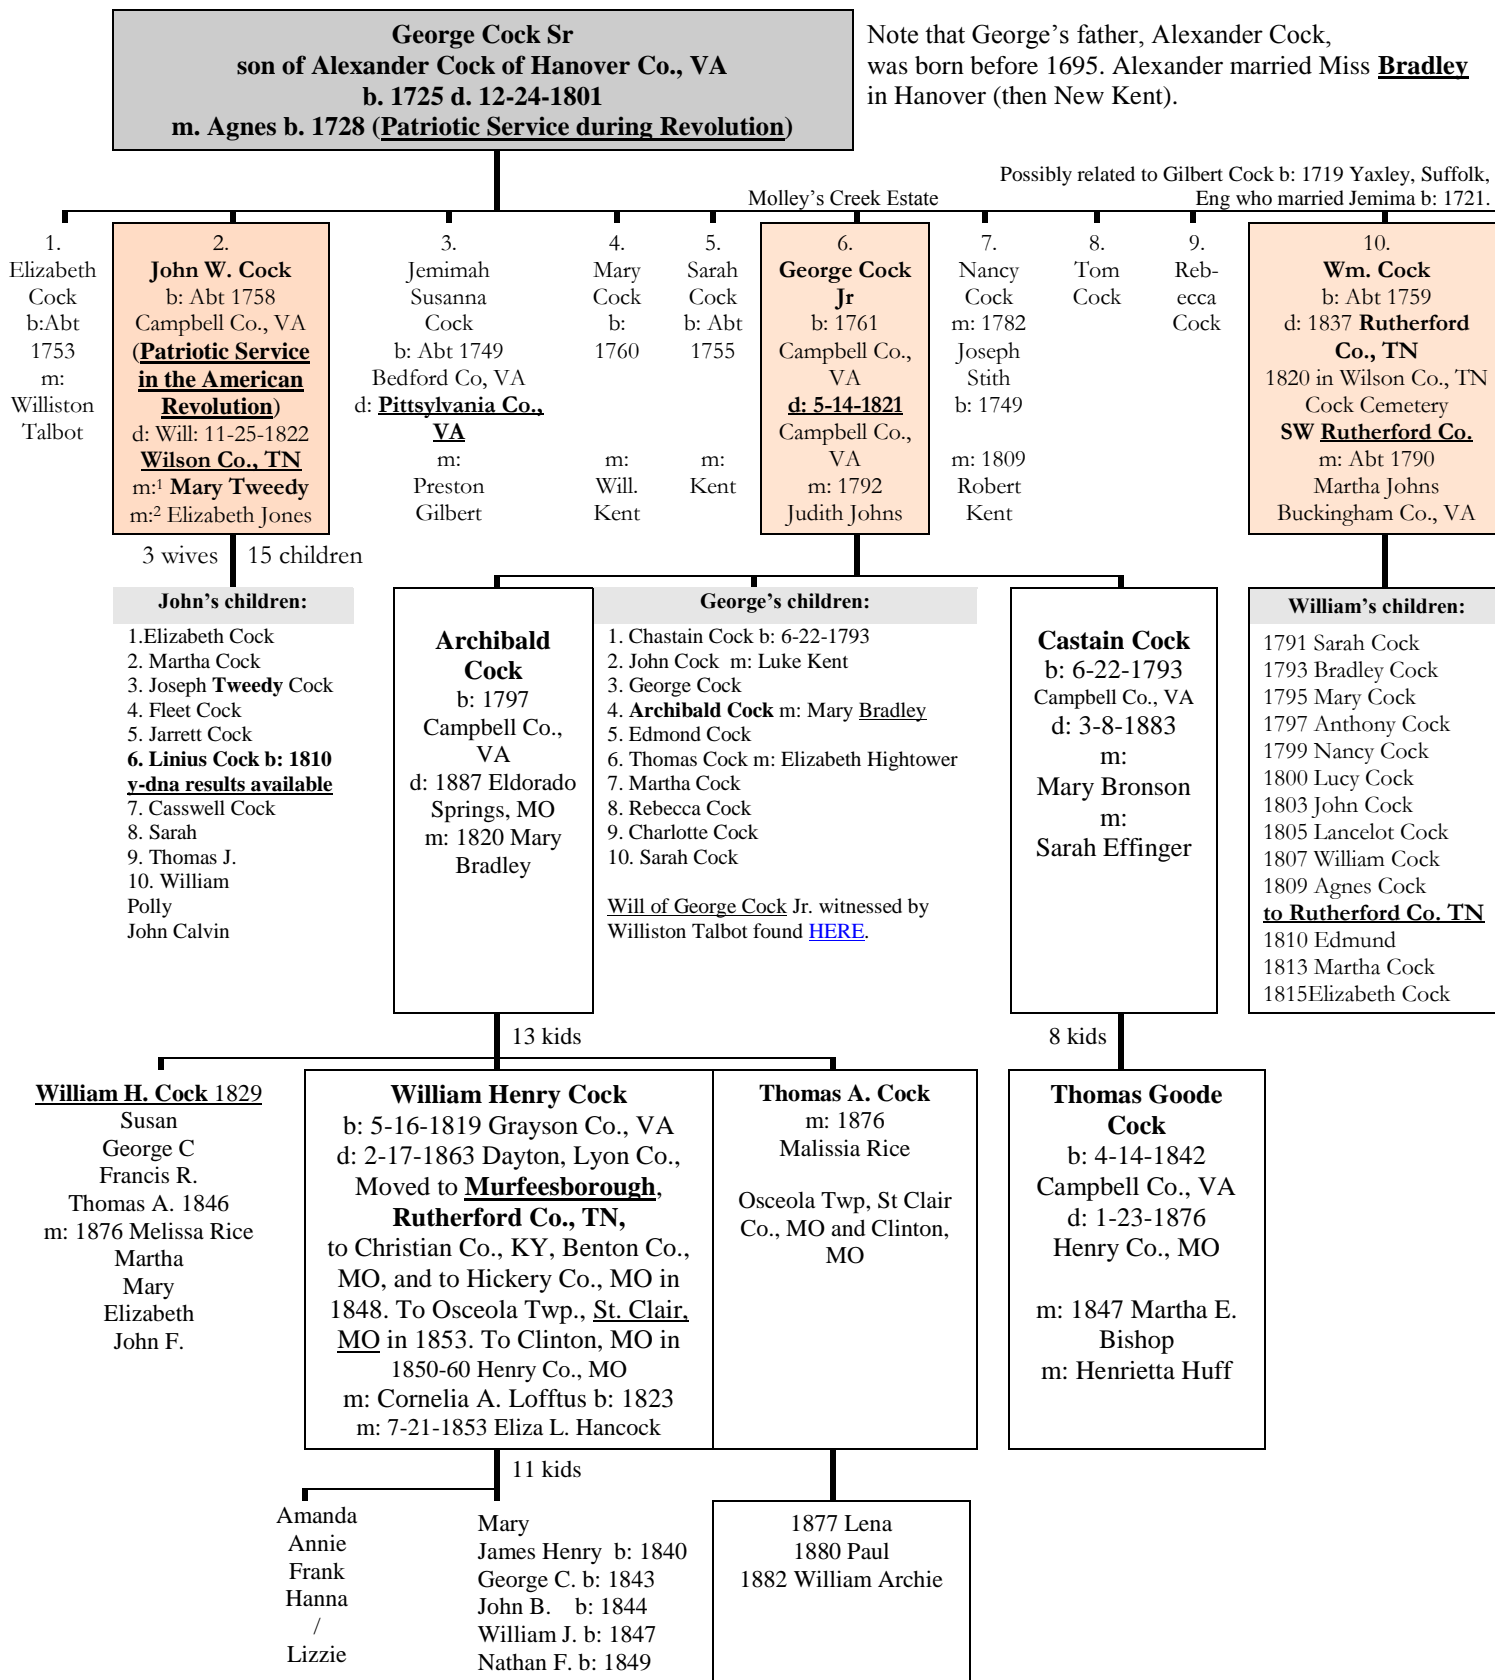 George Cock Sr
son of Alexander Cock of Hanover Co., VA
b. 1725 d. 12-24-1801
m. Agnes b. 1728 (Patriotic Service during Revolution)
Note that George's father, Alexander Cock,
was born before 1695. Alexander married Miss Bradley
in Hanover (then New Kent).
Possibly related to Gilbert Cock b: 1719 Yaxley, Suffolk,
Eng who married Jemima b: 1721.
Molley's Creek Estate
1.
Elizabeth
Cock
b:Abt
1753
m:
Williston
Talbot
2.
John W. Cock
b: Abt 1758
Campbell Co., VA
(Patriotic Service
in the American
Revolution)
d: Will: 11-25-1822
Wilson Co., TN
m:1 Mary Tweedy
m:2 Elizabeth Jones
3.
Jemimah
Susanna
Cock
b: Abt 1749
Bedford Co, VA
d: Pittsylvania Co.,
VA
m:
Preston
Gilbert
4.
Mary
Cock
b:
1760
m:
Will.
Kent
5.
Sarah
Cock
b: Abt
1755
m:
Kent
6.
George Cock
Jr
b: 1761
Campbell Co.,
VA
d: 5-14-1821
Campbell Co.,
VA
m: 1792
Judith Johns
7.
Nancy
Cock
m: 1782
Joseph
Stith
b: 1749
m: 1809
Robert
Kent
8.
Tom
Cock
9.
Reb-
ecca
Cock
10.
Wm. Cock
b: Abt 1759
d: 1837 Rutherford
Co., TN
1820 in Wilson Co., TN
Cock Cemetery
SW Rutherford Co.
m: Abt 1790
Martha Johns
Buckingham Co., VA
3 wives
15 children
John's children:
1.Elizabeth Cock
2. Martha Cock
3. Joseph Tweedy Cock
4. Fleet Cock
5. Jarrett Cock
6. Linius Cock b: 1810
y-dna results available
7. Casswell Cock
8. Sarah
9. Thomas J.
10. William
Polly
John Calvin
Archibald
Cock
b: 1797
Campbell Co.,
VA
d: 1887 Eldorado
Springs, MO
m: 1820 Mary
Bradley
George's children:
1. Chastain Cock b: 6-22-1793
2. John Cock m: Luke Kent
3. George Cock
4. Archibald Cock m: Mary Bradley
5. Edmond Cock
6. Thomas Cock m: Elizabeth Hightower
7. Martha Cock
8. Rebecca Cock
9. Charlotte Cock
10. Sarah Cock
Will of George Cock Jr. witnessed by
Williston Talbot found HERE.
Castain Cock
b: 6-22-1793
Campbell Co., VA
d: 3-8-1883
m:
Mary Bronson
m:
Sarah Effinger
William's children:
1791 Sarah Cock
1793 Bradley Cock
1795 Mary Cock
1797 Anthony Cock
1799 Nancy Cock
1800 Lucy Cock
1803 John Cock
1805 Lancelot Cock
1807 William Cock
1809 Agnes Cock
to Rutherford Co. TN
1810 Edmund
1813 Martha Cock
1815Elizabeth Cock
13 kids
8 kids
William H. Cock 1829
Susan
George C
Francis R.
Thomas A. 1846
m: 1876 Melissa Rice
Martha
Mary
Elizabeth
John F.
William Henry Cock
b: 5-16-1819 Grayson Co., VA
d: 2-17-1863 Dayton, Lyon Co.,
Moved to Murfeesborough,
Rutherford Co., TN,
to Christian Co., KY, Benton Co.,
MO, and to Hickery Co., MO in
1848. To Osceola Twp., St. Clair,
MO in 1853. To Clinton, MO in
1850-60 Henry Co., MO
m: Cornelia A. Lofftus b: 1823
m: 7-21-1853 Eliza L. Hancock
Thomas A. Cock
m: 1876
Malissia Rice
Osceola Twp, St Clair
Co., MO and Clinton,
MO
Thomas Goode
Cock
b: 4-14-1842
Campbell Co., VA
d: 1-23-1876
Henry Co., MO
m: 1847 Martha E.
Bishop
m: Henrietta Huff
11 kids
Amanda
Annie
Frank
Hanna
/
Lizzie
Mary
James Henry b: 1840
George C. b: 1843
John B. b: 1844
William J. b: 1847
Nathan F. b: 1849
1877 Lena
1880 Paul
1882 William Archie